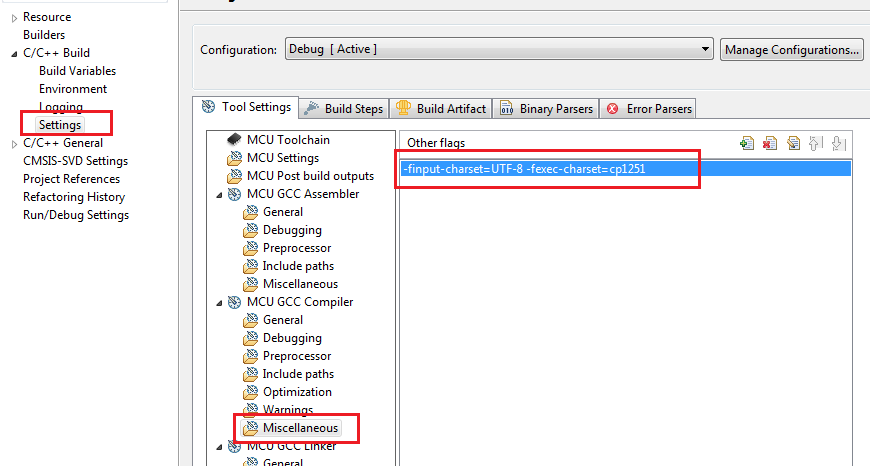 Resource
Builders
C/C++ Build
Build Variables
Environment
Logging
Settings
C/C++ General
CMSIS-SVD Settings
Project References
Refactoring History
Run/Debug Settings
Configuration: Debug [ Active ] Manage Configurations...
Tool Settings Build Steps Build Artifact Binary Parsers Error Parsers
MCU Toolchain
MCU Settings
MCU Post build outputs
MCU GCC Assembler
General
Debugging
Preprocessor
Include paths
Miscellaneous
MCU GCC Compiler
General
Debugging
Preprocessor
Include paths
Optimization
Warnings
Miscellaneous
MCU GCC Linker
General
Other flags
-finput-charset=UTF-8 -fexec-charset=cp1251